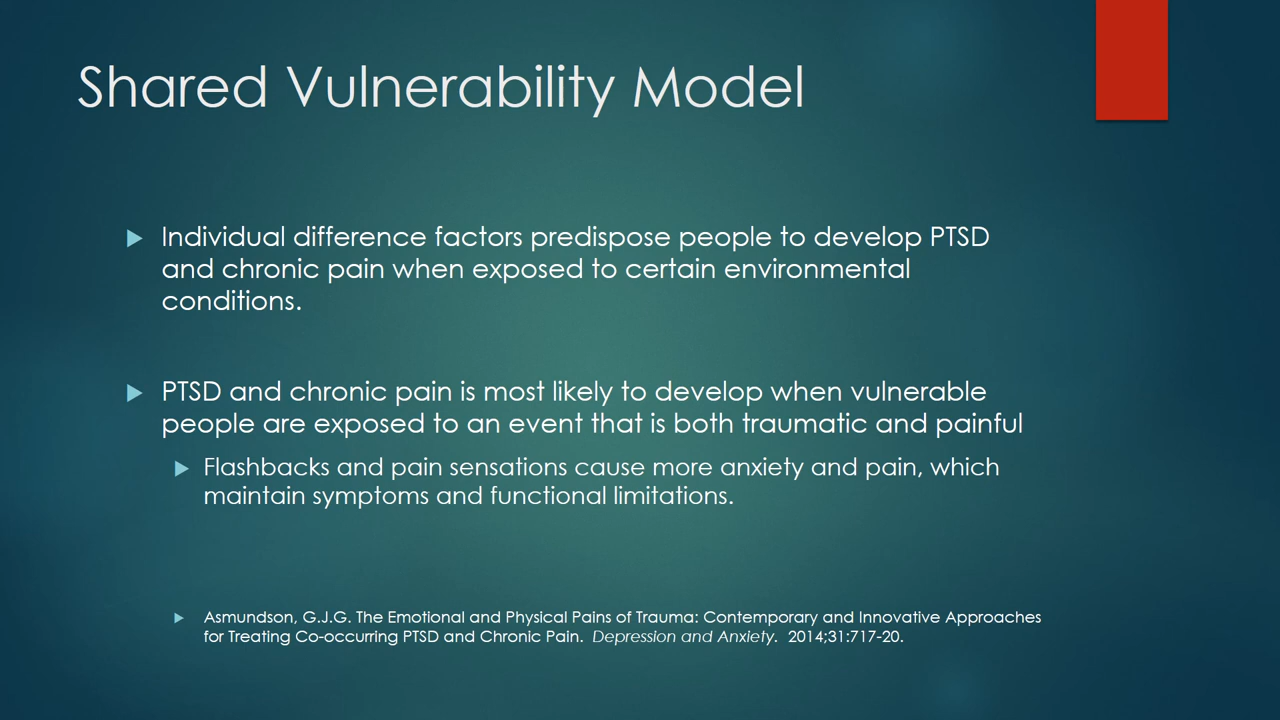 Shared Vulnerability Model
Individual difference factors predispose people to develop PTSD
and chronic pain when exposed to certain environmental
conditions.
PTSD and chronic pain is most likely to develop when vulnerable
people are exposed to an event that is both traumatic and painful
Flashbacks and pain sensations cause more anxiety and pain, which
maintain symptoms and functional limitations.
Asmundson, G.J.G. The Emotional and Physical Pains of Trauma: Contemporary and Innovative Approaches
for Treating Co-occurring PTSD and Chronic Pain. Depression and Anxiety. 2014;31:717-20.